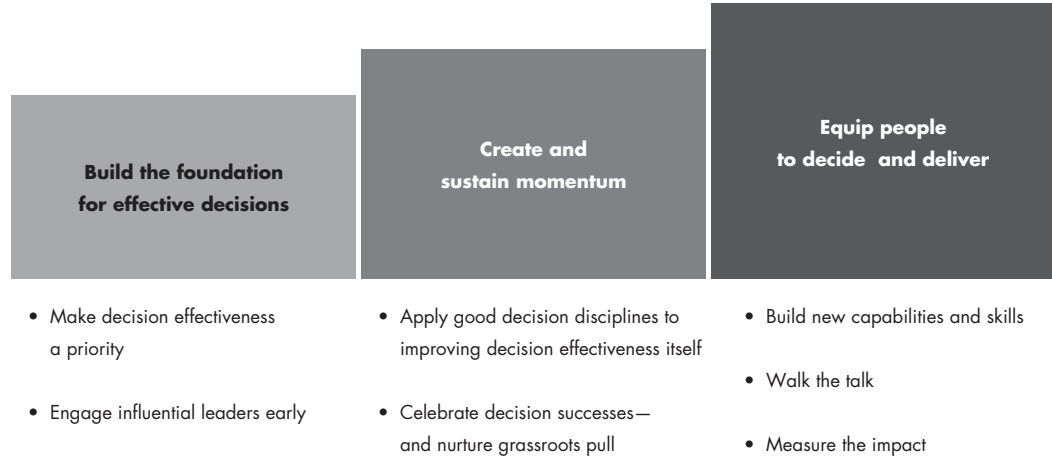 Build the foundation
for effective decisions
• Make decision effectiveness
a priority
• Engage influential leaders early
Create and
sustain momentum
• Apply good decision disciplines to
improving decision effectiveness itself
• Celebrate decision successes—
and nurture grassroots pull
Equip people
to decide and deliver
• Build new capabilities and skills
• Walk the talk
• Measure the impact